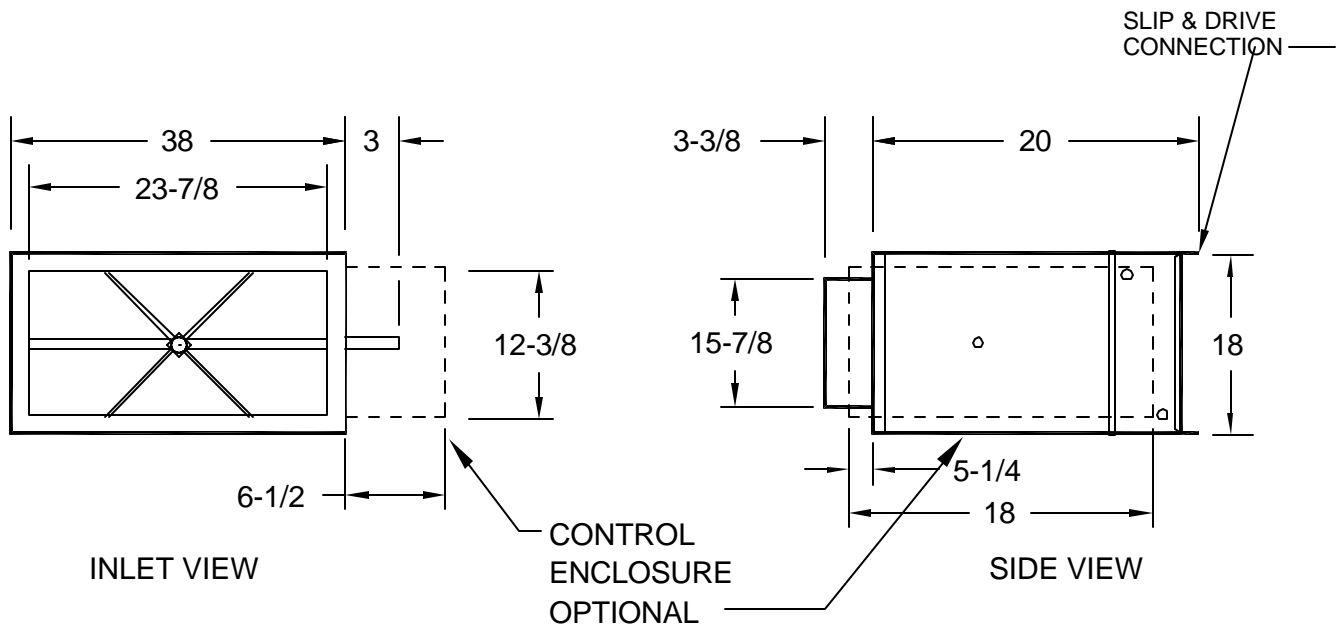 SLIP & DRIVE
CONNECTION
38
3
3-3/8
20
23-7/8
12-3/8
15-7/8
18
6-1/2
5-1/4
18
CONTROL
ENCLOSURE
OPTIONAL
INLET VIEW
SIDE VIEW